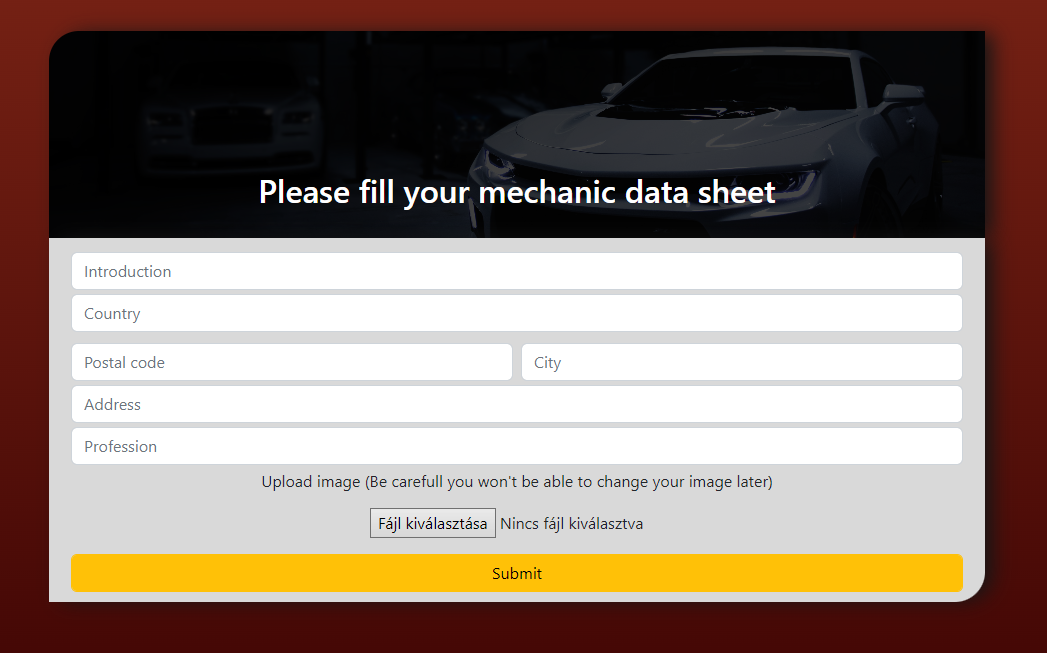 Please fill your mechanic data sheet
Introduction
Country
Postal code
City
Address
Profession
Upload image (Be carefull you won't be able to change your image later)
Fájl kiválasztása Nincs fájl kiválasztva
Submit